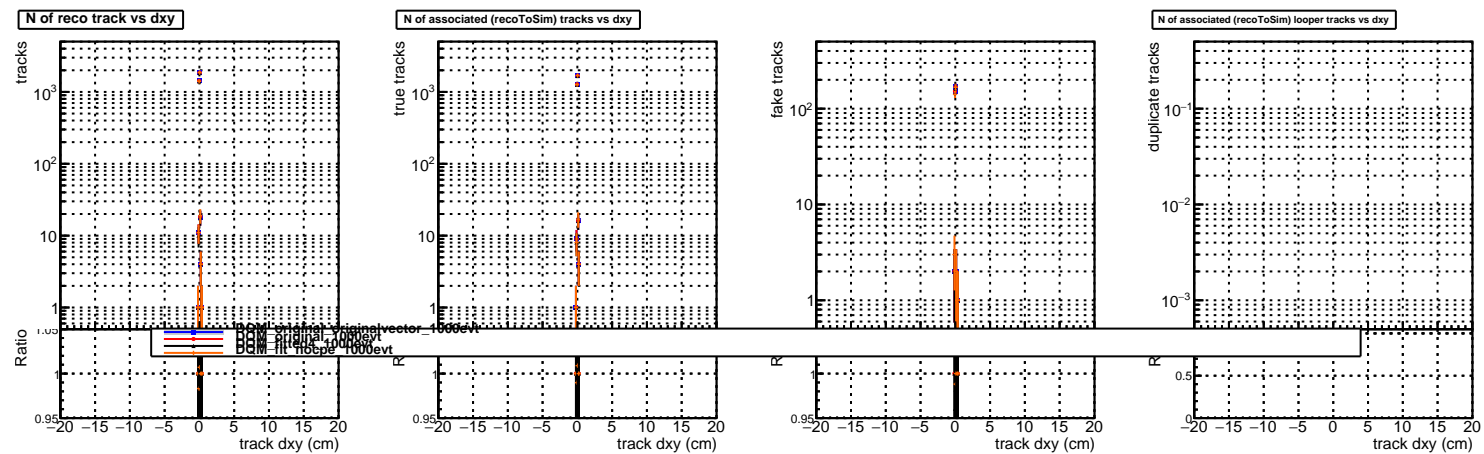 N of reco track vs dxy
tracks
10³
10²
10
1
Ratio
1.05
1
0.95
−20 −15 −10 −5 0 5 10 15 20
track dxy (cm)
N of associated (recoToSim) tracks vs dxy
true tracks
10³
10²
10
1
1
0.95
−20 −15 −10 −5 0 5 10 15 20
track dxy (cm)
fake tracks
10²
10
1
1
0.95
−20 −15 −10 −5 0 5 10 15 20
track dxy (cm)
N of associated (recoToSim) looper tracks vs dxy
duplicate tracks
10⁻¹
10⁻²
10⁻³
0.5
0
−20 −15 −10 −5 0 5 10 15 20
track dxy (cm)
DQM_original_originalvector_1000evt
DQM_original_1000evt
DQM_fitted4_1000evt
DQM_fit_nocpe_1000evt